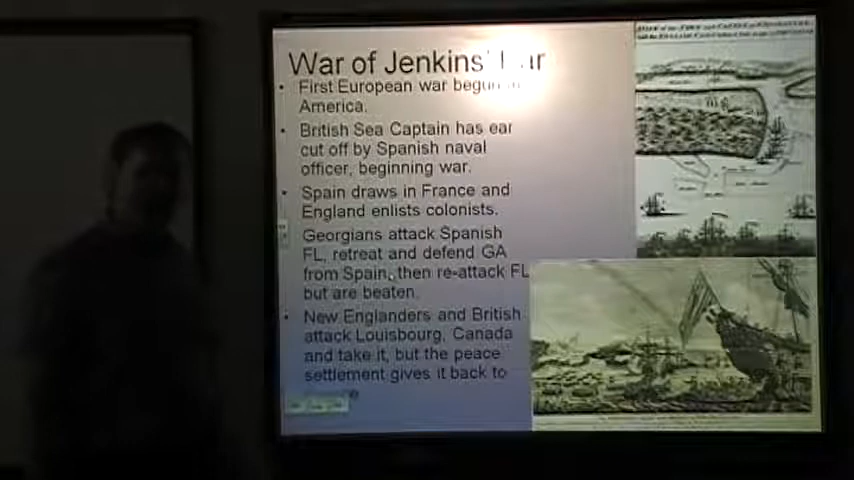 War of Jenkins'
• First European war begun
America.
• British Sea Captain has ear
cut off by Spanish naval
officer, beginning war.
• Spain draws in France and
England enlists colonists.
Georgians attack Spanish
FL, retreat and defend GA
from Spain, then re-attack FL
but are beaten.
• New Englanders and British
attack Louisbourg, Canada
and take it, but the peace
settlement gives it back to